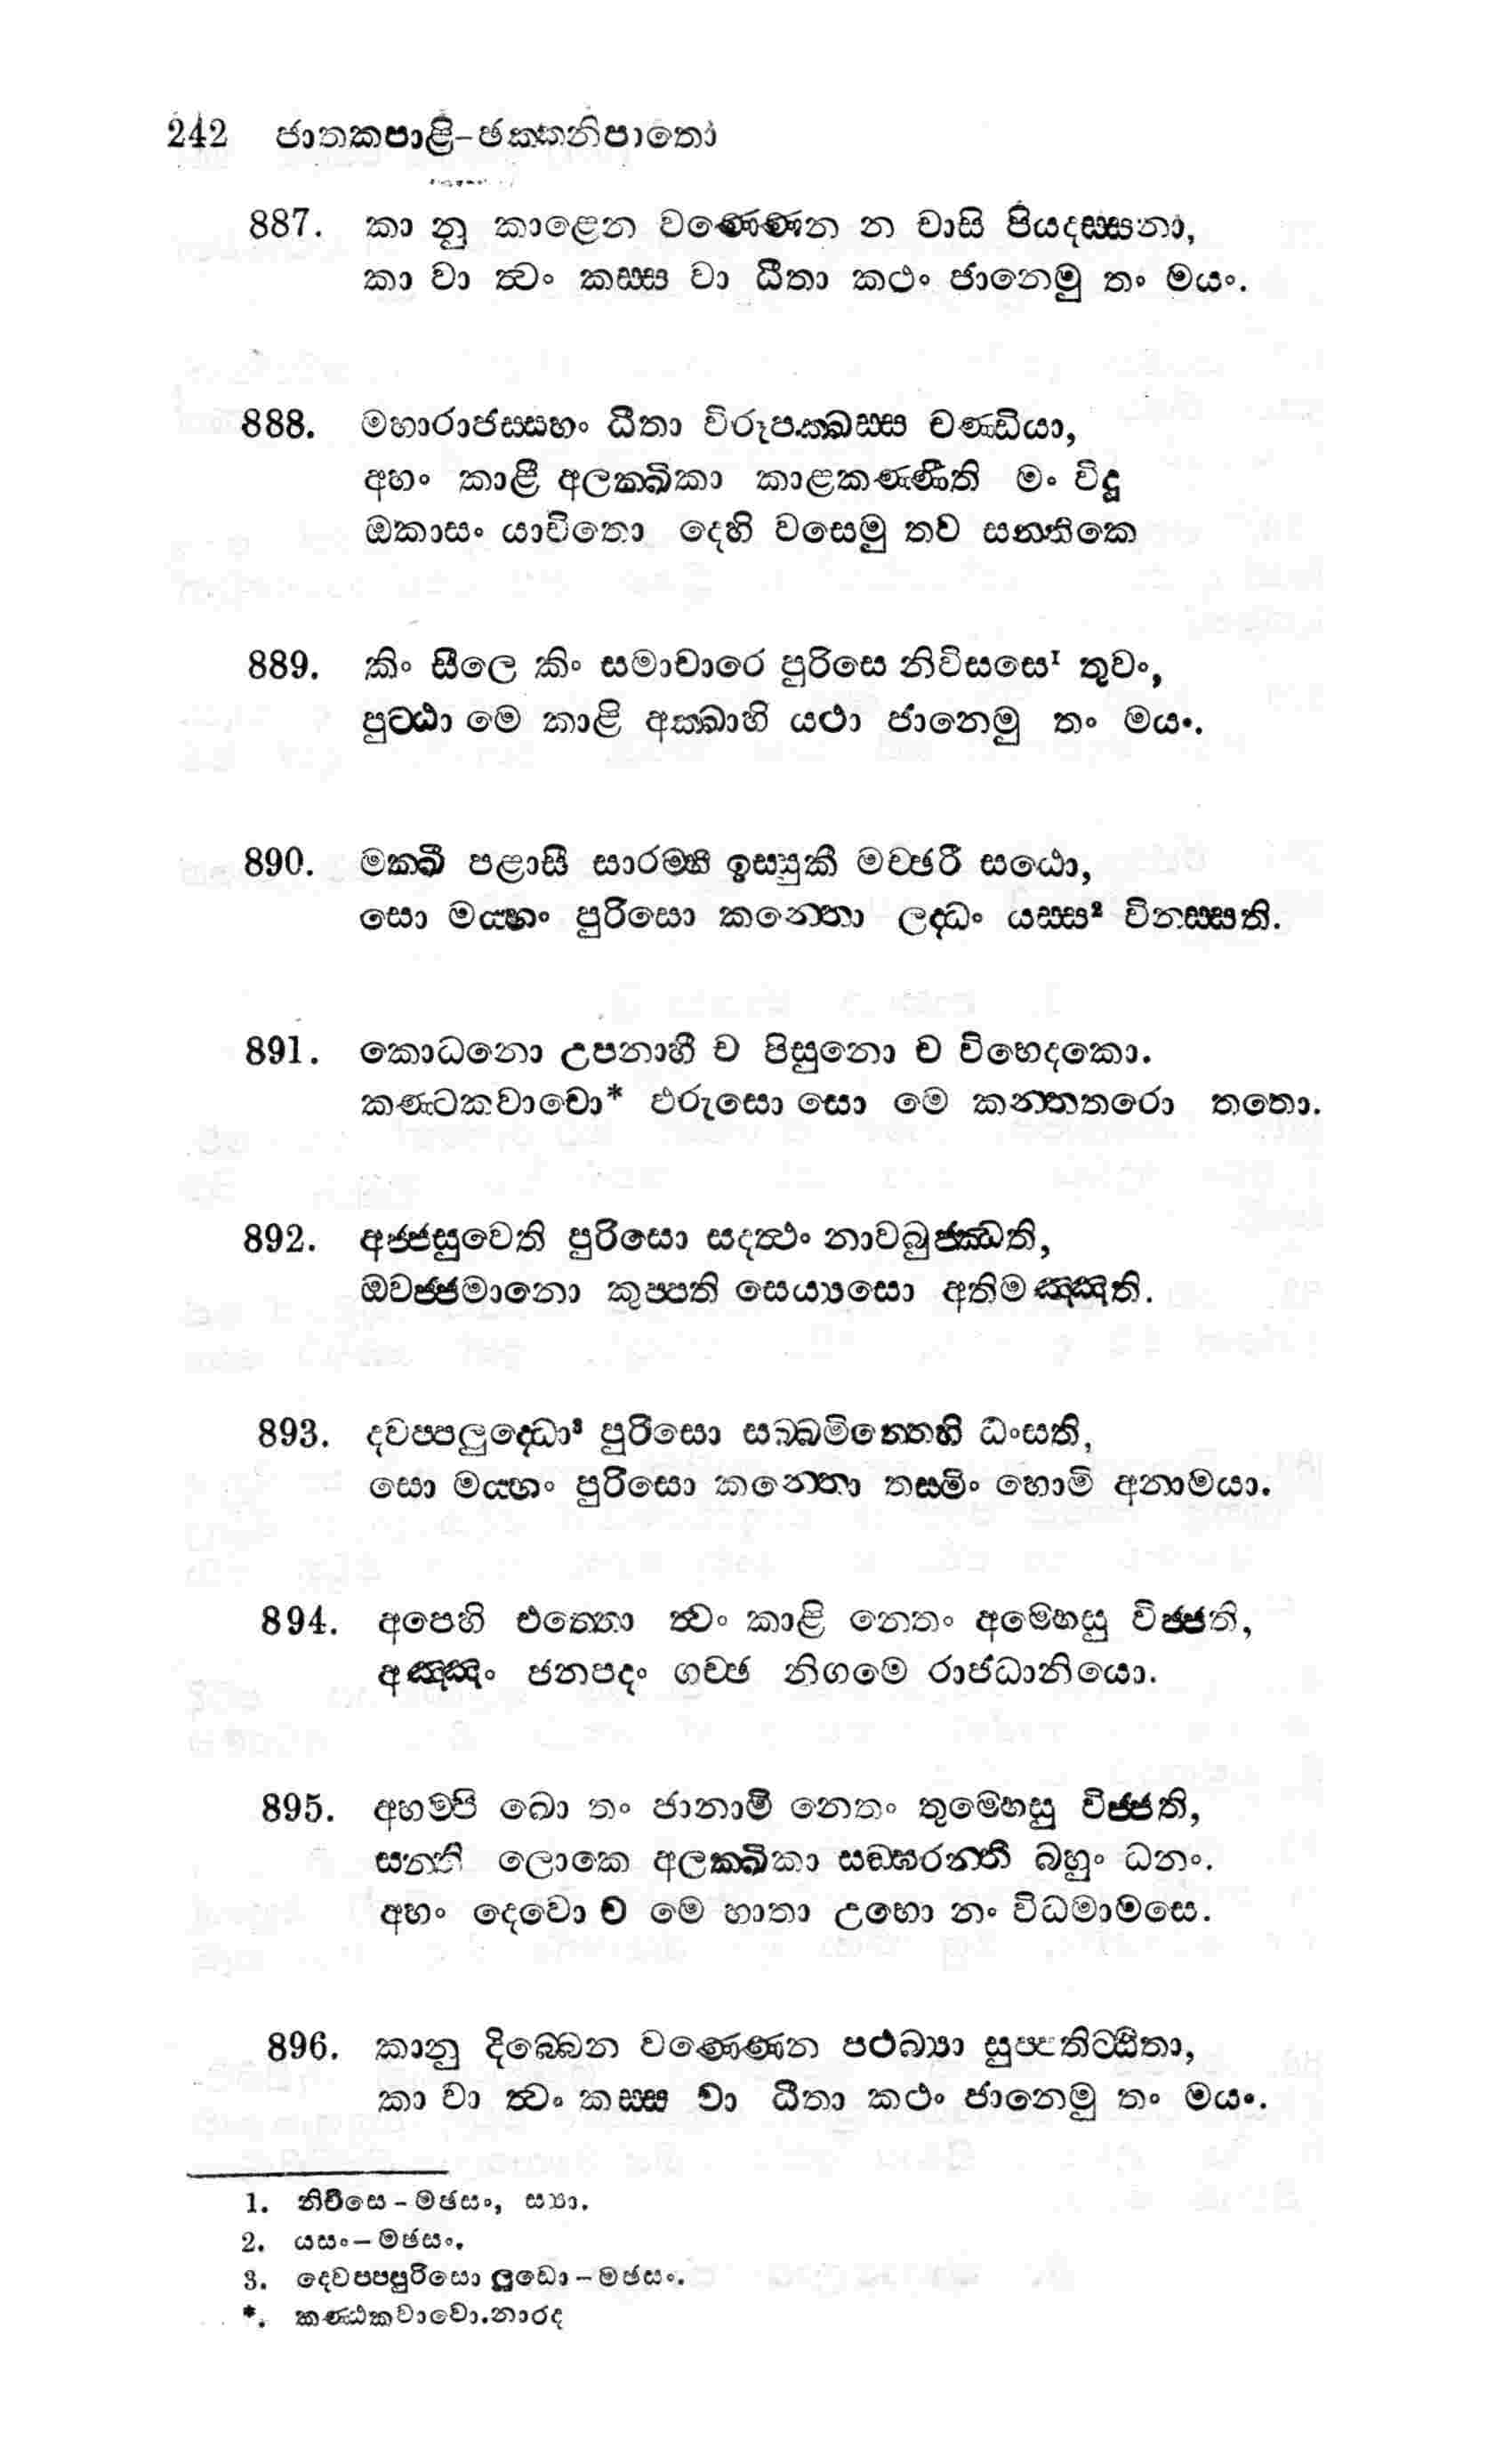 242 ජාතකපාළි-ඡක්කනිපාතො
887. කා නු කාළෙන වණ්ණෙන න චාසි පියදස්සනා,
කා වා ත්වං කස්ස වා ධීතා කථං ජානෙමු තං මයං.
888. මහාරාජස්සහං ධීතා විරූපක්ඛස්ස චණ්ඩියා,
අහං කාළී අලක්ඛිකා කාළකණ්ණීති මං විදූ
ඔකාසං යාචිතො දෙහි වසෙමු තව සන්තිකෙ
889. කිං සීලෙ කිං සමාචාරෙ පුරිසෙ නිවිසසෙ¹ තුවං,
පුට්ඨා මෙ කාළි අක්ඛාහි යථා ජානෙමු තං මයං.
890. මක්ඛී පළාසී සාරම්භී ඉස්සුකී මච්ඡරී සඨො,
සො මය්හං පුරිසො කන්තො ලද්ධං යස්ස² විනස්සති.
891. කොධනො උපනාහී ච පිසුනො ච විභෙදකො.
කණ්ටකවාචො* ඵරුසො සො මෙ කන්තතරො තතො.
892. අජ්ජසුවෙති පුරිසො සදත්ථං නාවබුජ්ඣති,
ඔවජ්ජමානො කුප්පති සෙය්‍යසො අතිමඤ්ඤති.
893. දවප්පලුද්ධො³ පුරිසො සබ්බමිත්තෙහි ධංසති,
සො මය්හං පුරිසො කන්තො තස්මිං හොමි අනාමයා.
894. අපෙහි එත්තො ත්වං කාළි නෙතං අම්හෙසු විජ්ජති,
අඤ්ඤං ජනපදං ගච්ඡ නිගමෙ රාජධානියො.
895. අහම්පි ඛො තං ජානාමි නෙතං තුම්හෙසු විජ්ජති,
සන්ති ලොකෙ අලක්ඛිකා සඞ්ඝරන්ති බහුං ධනං.
අහං දෙවො ච මෙ භාතා උභො නං විධමාමසෙ.
896. කානු දිබ්බෙන වණ්ණෙන පථබ්‍යා සුප්පතිට්ඨිතා,
කා වා ත්වං කස්ස වා ධීතා කථං ජානෙමු තං මයං.
1. නිවීසෙ - මඡසං, ස්‍යා.
2. යසං - මඡසං.
3. දෙවප්පපුරිසො ලුඩො - මඡසං.
*. කණ්ඨකවාචො.නාරද